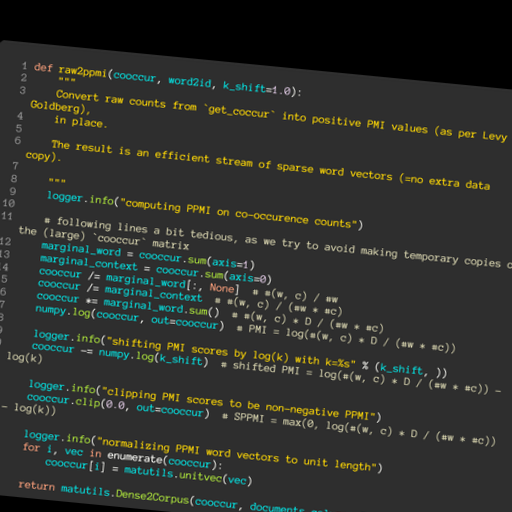 1 def raw2ppmi(cooccur, word2id, k_shift=1.0):
2 """
3 Convert raw counts from `get_coccur` into positive PMI values (as per Levy
Goldberg),
4 in place.
5
6 The result is an efficient stream of sparse word vectors (=no extra data
copy).
7
8 """
9 logger.info("computing PPMI on co-occurence counts")
10
11 # following lines a bit tedious, as we try to avoid making temporary copies
the (large) `cooccur` matrix
12 marginal_word = cooccur.sum(axis=1)
13 marginal_context = cooccur.sum(axis=0)
14 cooccur /= marginal_word[:, None] # #(w, c) / #w
15 cooccur /= marginal_context # #(w, c) / (#w * #c)
16 cooccur *= marginal_word.sum() # #(w, c) * D / (#w * #c)
7 numpy.log(cooccur, out=cooccur) # PMI = log(#(w, c) * D / (#w * #c))
8
9 logger.info("shifting PMI scores by log(k) with k=%s" % (k_shift, ))
cooccur -= numpy.log(k_shift) # shifted PMI = log(#(w, c) * D / (#w * #c)) -
log(k)
logger.info("clipping PMI scores to be non-negative PPMI")
cooccur.clip(0.0, out=cooccur) # SPPMI = max(0, log(#(w, c) * D / (#w * #c))
- log(k))
logger.info("normalizing PPMI word vectors to unit length")
for i, vec in enumerate(cooccur):
cooccur[i] = matutils.unitvec(vec)
return matutils.Dense2Corpus(cooccur,